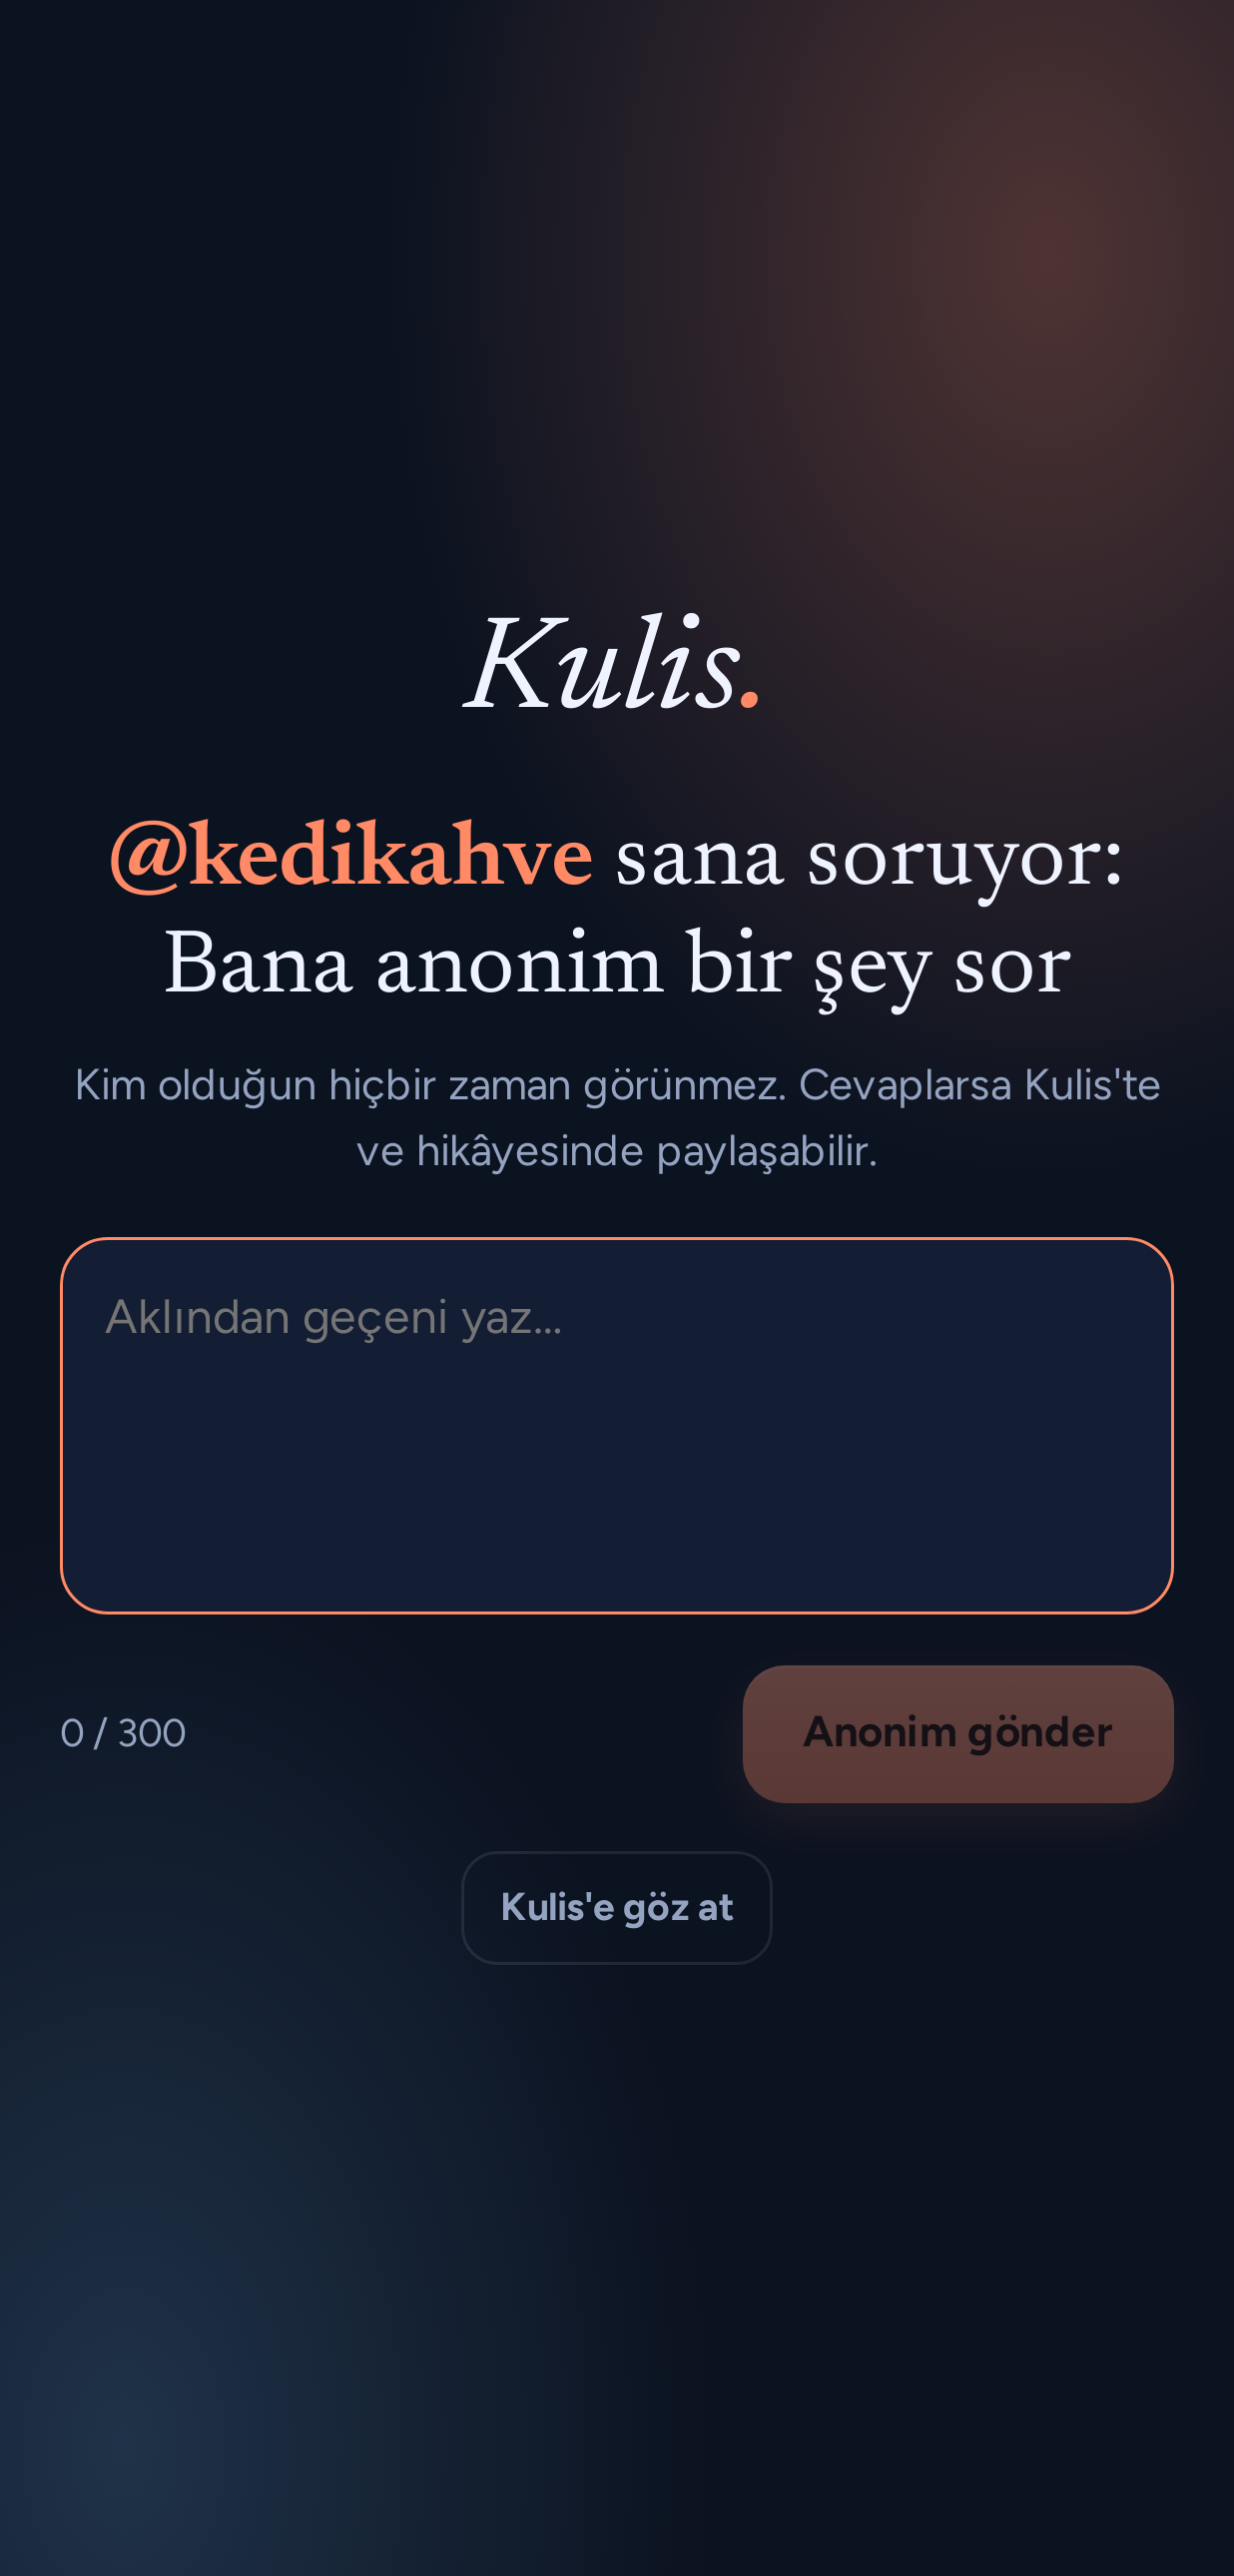 Kulis.
@kedikahve sana soruyor:
Bana anonim bir şey sor
Kim olduğun hiçbir zaman görünmez. Cevaplarsa Kulis'te
ve hikâyesinde paylaşabilir.
Aklından geçeni yaz...
0 / 300
Anonim gönder
Kulis'e göz at